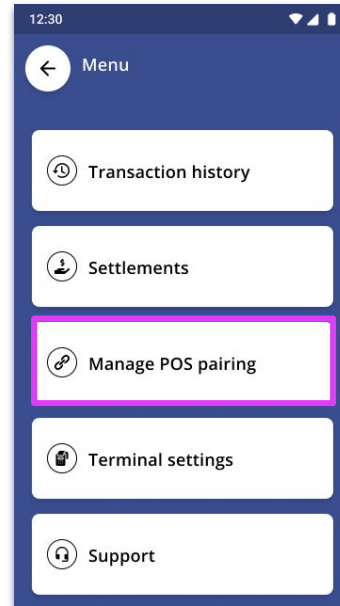 12:30
Menu
Transaction history
Settlements
Manage POS pairing
Terminal settings
Support